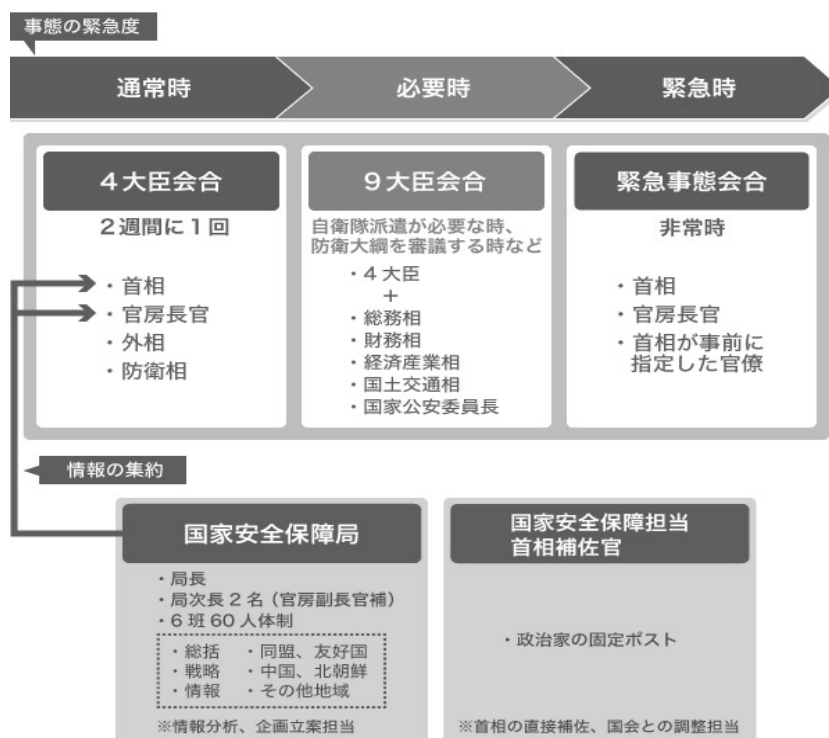 事態の緊急度
通常時
必要時
緊急時
4大臣会合
2週間に1回
・首相
・官房長官
・外相
・防衛相
9大臣会合
自衛隊派遣が必要な時、
防衛大綱を審議する時など
・4大臣
+
・総務相
・財務相
・経済産業相
・国土交通相
・国家公安委員長
緊急事態会合
非常時
・首相
・官房長官
・首相が事前に
指定した官僚
情報の集約
国家安全保障局
・局長
・局次長2名（官房副長官補）
・6班60人体制
・総括 ・同盟、友好国
・戦略 ・中国、北朝鮮
・情報 ・その他地域
※情報分析、企画立案担当
国家安全保障担当
首相補佐官
・政治家の固定ポスト
※首相の直接補佐、国会との調整担当